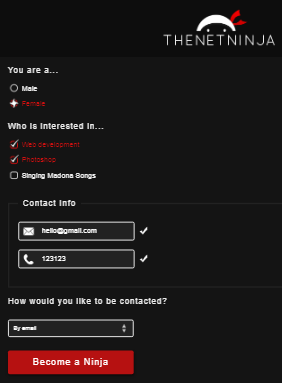 THENETNINJA
You are a...
Male
Female
Who is interested in...
Web development
Photoshop
Singing Madona Songs
Contact Info
hello@gmail.com
123123
How would you like to be contacted?
By email
Become a Ninja